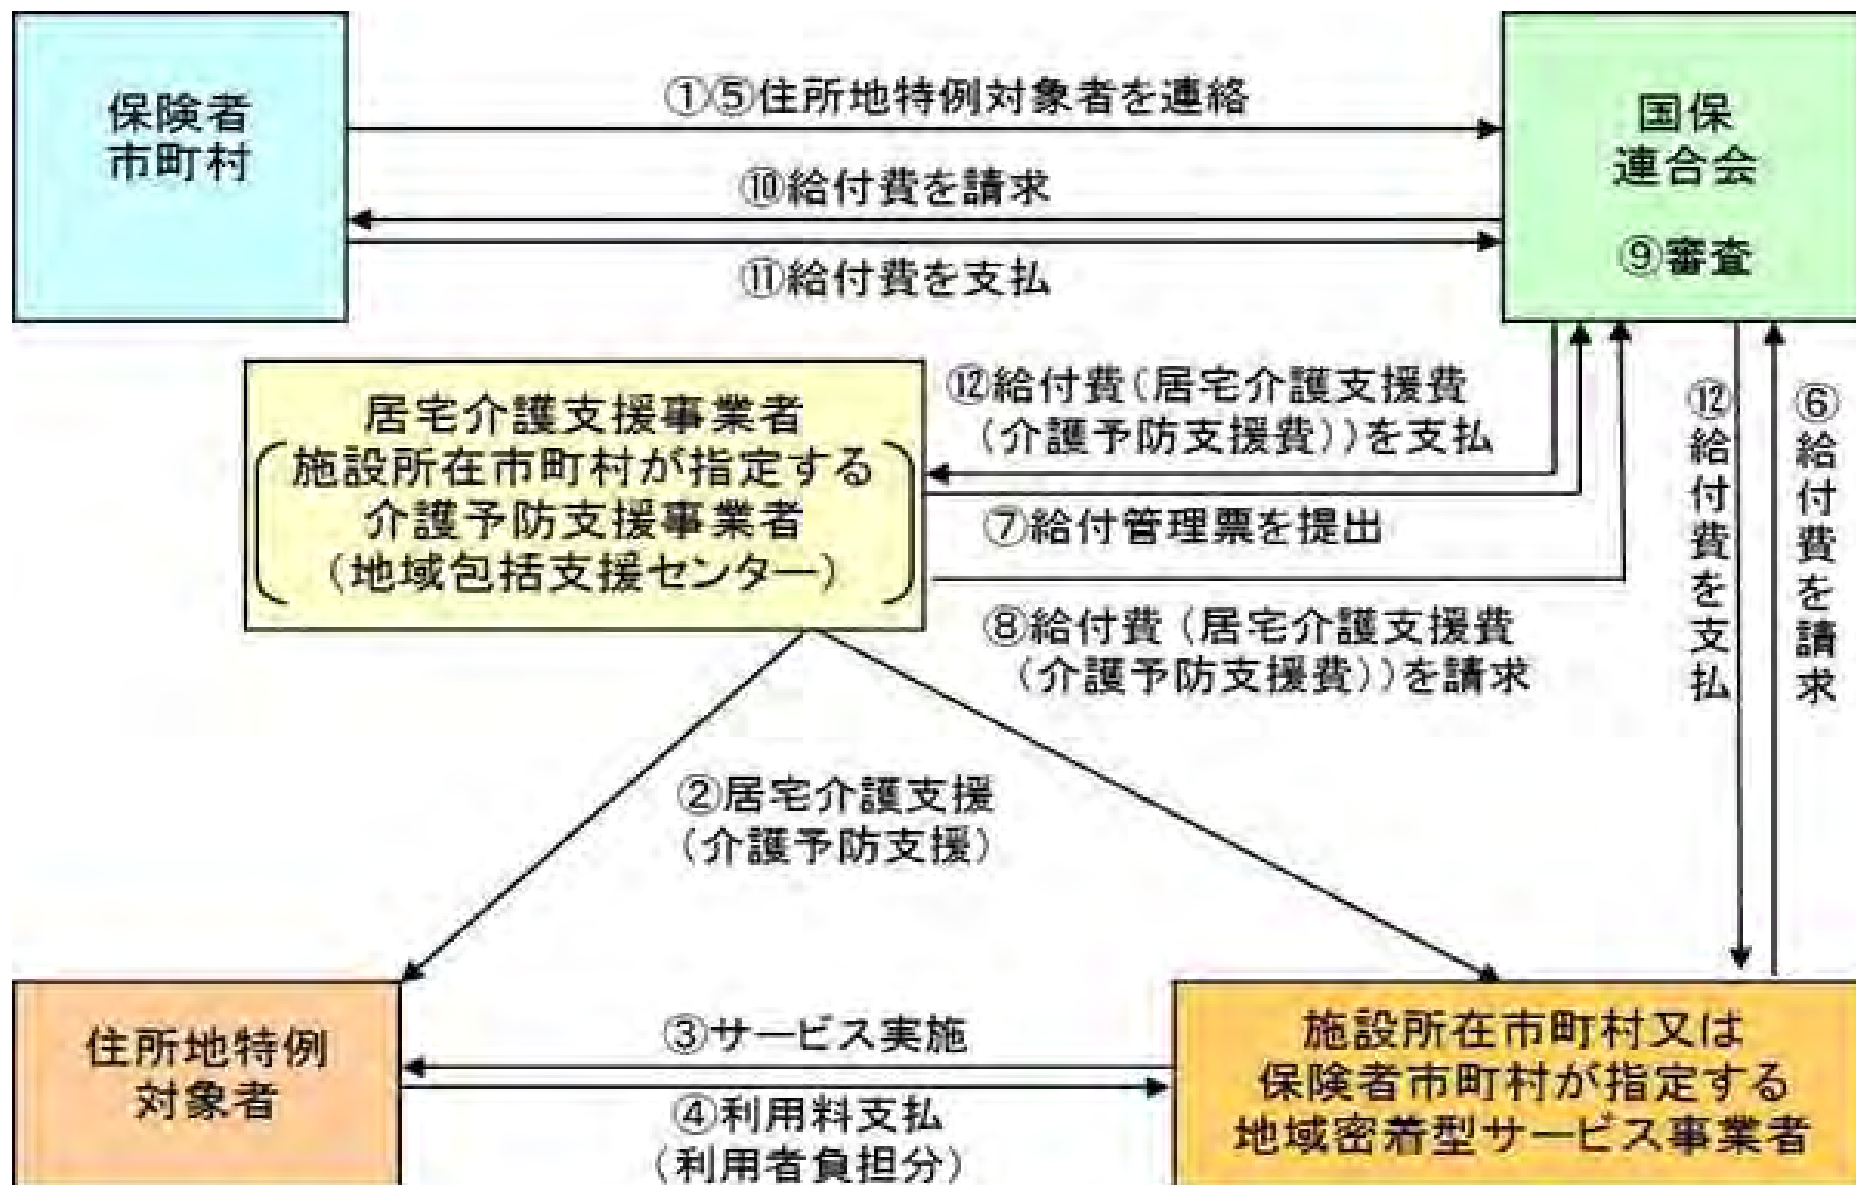 保険者
市町村
①⑤住所地特例対象者を連絡
⑩給付費を請求
⑪給付費を支払
国保
連合会
⑨審査
居宅介護支援事業者
施設所在市町村が指定する
介護予防支援事業者
(地域包括支援センター)
⑫給付費(居宅介護支援費
(介護予防支援費))を支払
⑦給付管理票を提出
⑧給付費(居宅介護支援費
(介護予防支援費))を請求
⑫給付費を支払
⑥給付費を請求
②居宅介護支援
(介護予防支援)
住所地特例
対象者
③サービス実施
④利用料支払
(利用者負担分)
施設所在市町村又は
保険者市町村が指定する
地域密着型サービス事業者